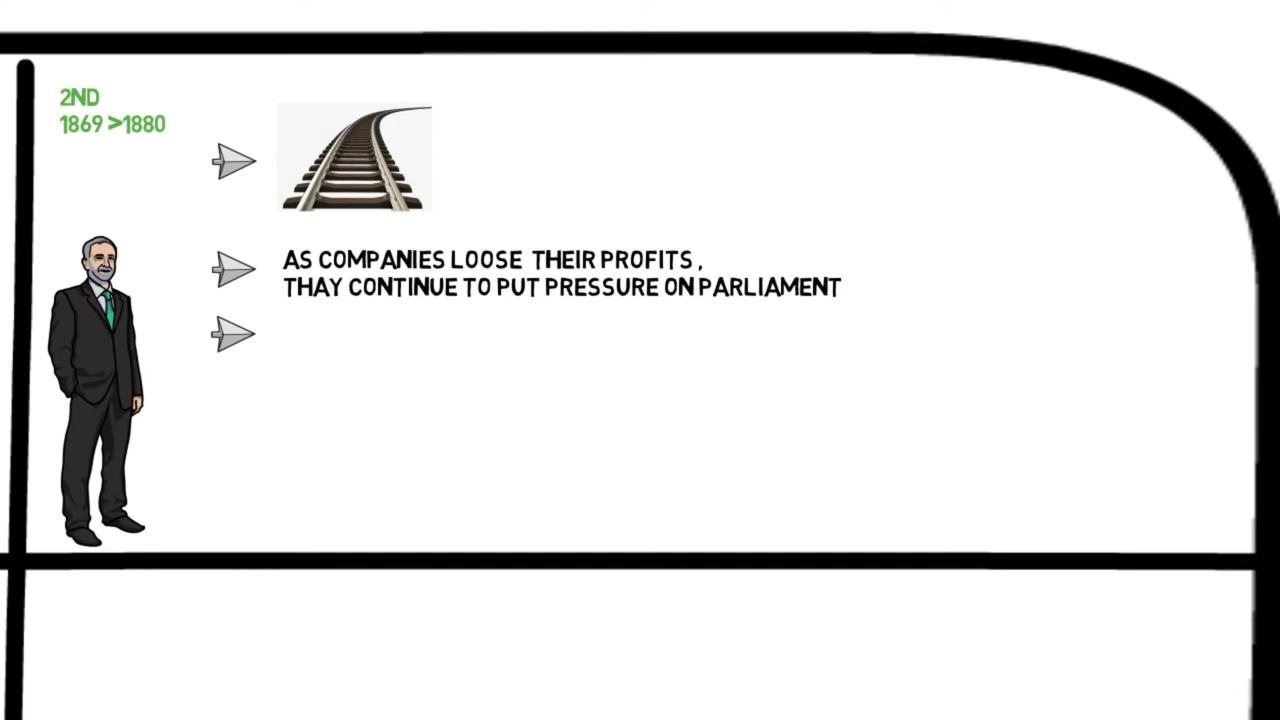 2ND
1869 >1880
AS COMPANIES LOOSE THEIR PROFITS,
THAY CONTINUE TO PUT PRESSURE ON PARLIAMENT